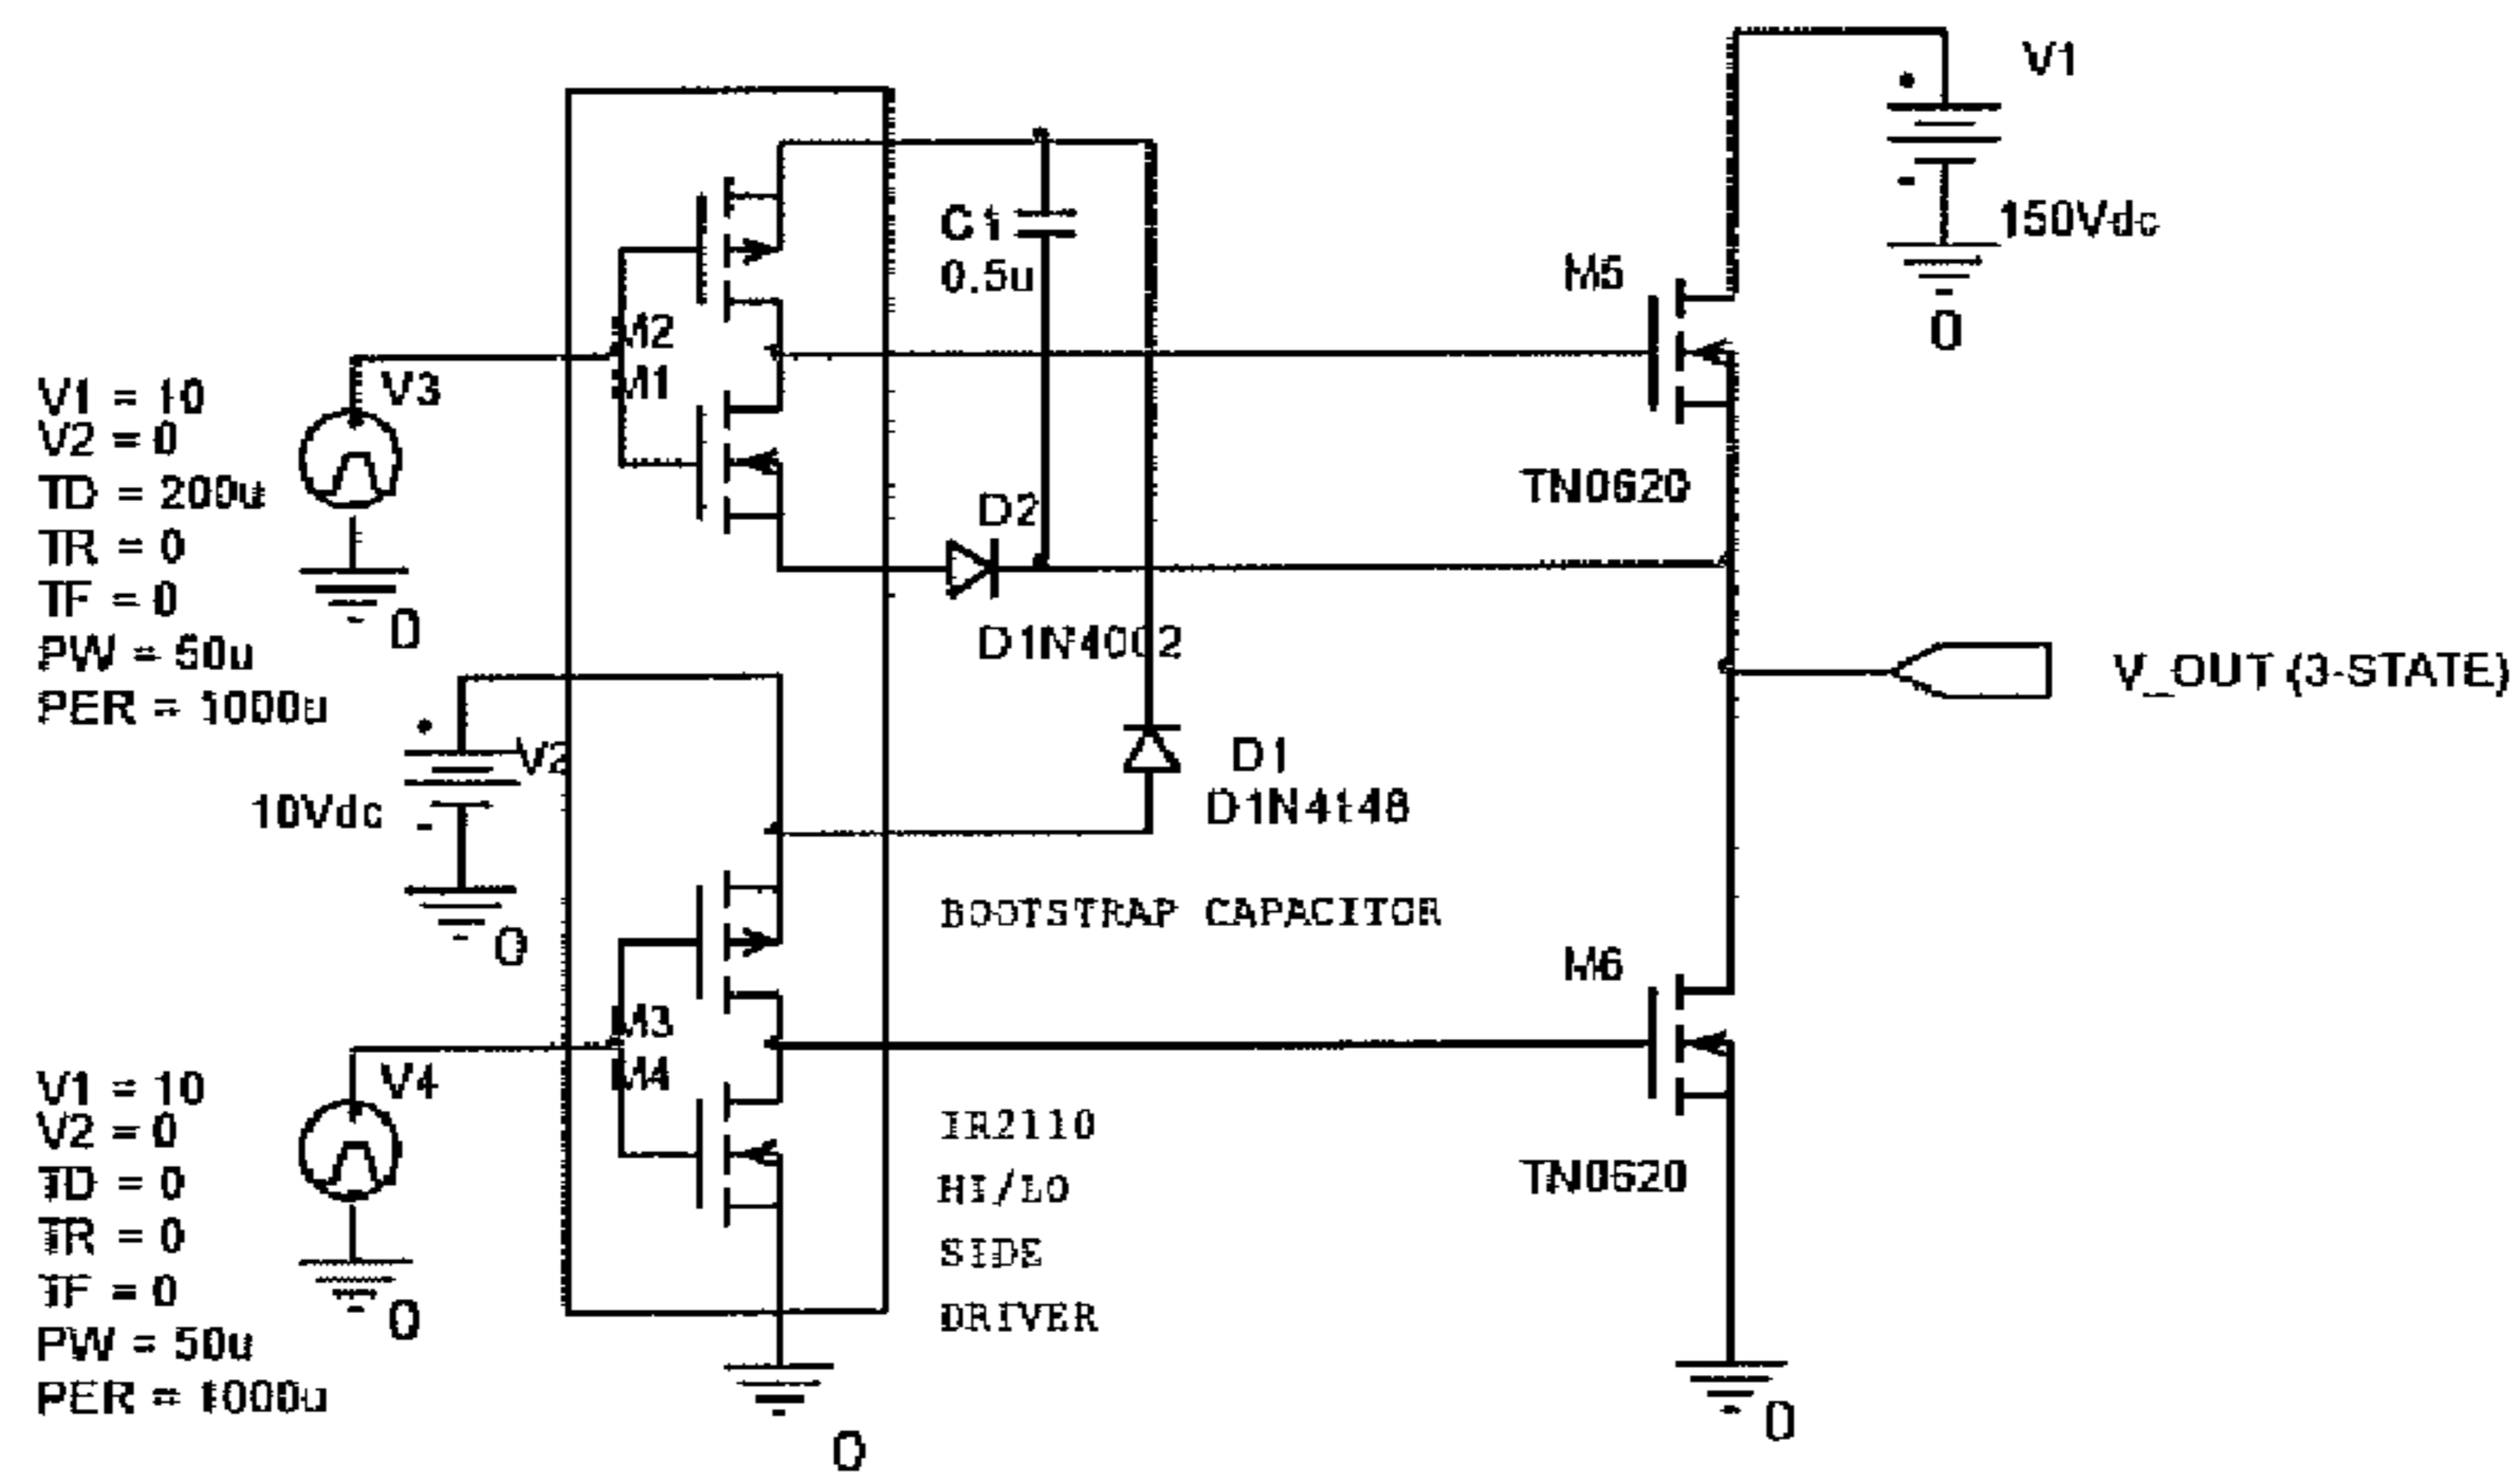 V1
150Vdc
0
M5
TN0620
C1
0.5u
M2
M1
V3
V1 = 10
V2 = 0
TD = 200u
TR = 0
TF = 0
PW = 50u
PER = 1000u
0
D2
D1N4002
V_OUT (3-STATE)
V2
10Vdc
0
D1
D1N4148
BOOTSTRAP CAPACITOR
M6
TN0620
M3
M4
V4
V1 = 10
V2 = 0
TD = 0
TR = 0
TF = 0
PW = 50u
PER = 1000u
0
IR2110
HI/LO
SIDE
DRIVER
0
0